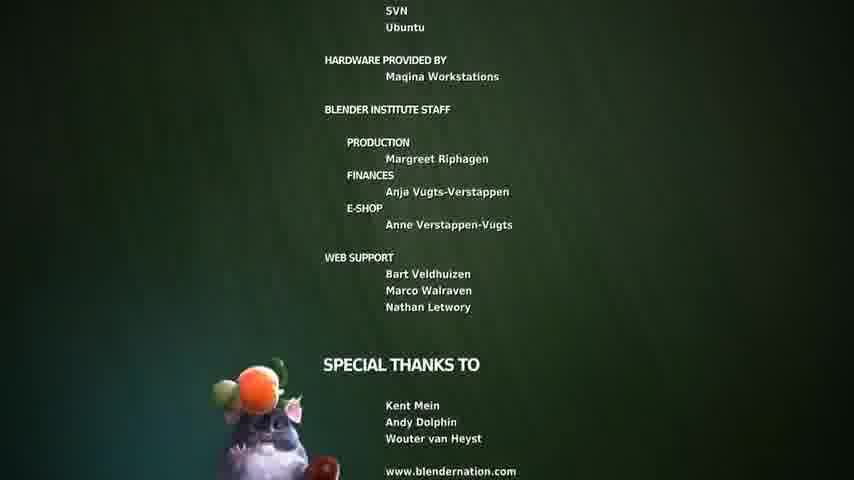 SVN
Ubuntu
HARDWARE PROVIDED BY
Maqina Workstations
BLENDER INSTITUTE STAFF
PRODUCTION
Margreet Riphagen
FINANCES
Anja Vugts-Verstappen
E-SHOP
Anne Verstappen-Vugts
WEB SUPPORT
Bart Veldhuizen
Marco Walraven
Nathan Letwory
SPECIAL THANKS TO
Kent Mein
Andy Dolphin
Wouter van Heyst
www.blendernation.com